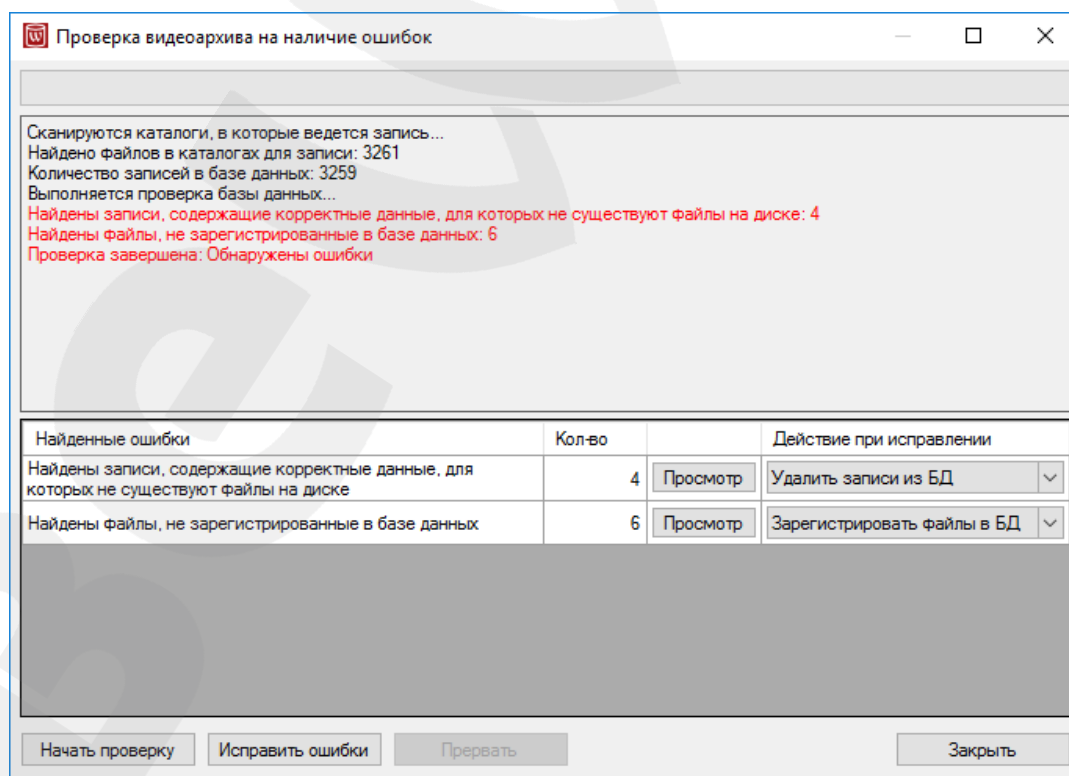 Проверка видеоархива на наличие ошибок
Сканируются каталоги, в которые ведется запись...
Найдено файлов в каталогах для записи: 3261
Количество записей в базе данных: 3259
Выполняется проверка базы данных...
Найдены записи, содержащие корректные данные, для которых не существуют файлы на диске: 4
Найдены файлы, не зарегистрированные в базе данных: 6
Проверка завершена: Обнаружены ошибки
Найденные ошибки Кол-во Действие при исправлении
Найдены записи, содержащие корректные данные, для
которых не существуют файлы на диске 4 Просмотр Удалить записи из БД
Найдены файлы, не зарегистрированные в базе данных 6 Просмотр Зарегистрировать файлы в БД
Начать проверку Исправить ошибки Прервать Закрыть